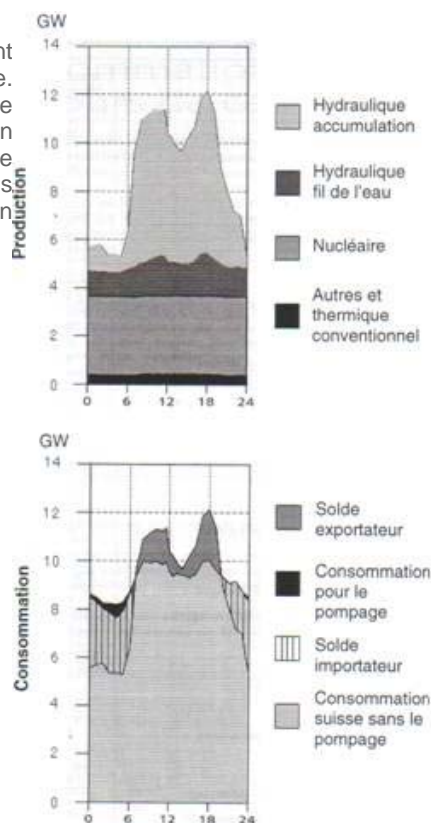 nt
e.
e
n
e
s
n
GW
14
12
10
8
6
4
2
0
0 6 12 18 24
Production
Hydraulique
accumulation
Hydraulique
fil de l'eau
Nucléaire
Autres et
thermique
conventionnel
GW
14
12
10
8
6
4
2
0
0 6 12 18 24
Consommation
Solde
exportateur
Consommation
pour le
pompage
Solde
importateur
Consommation
suisse sans le
pompage